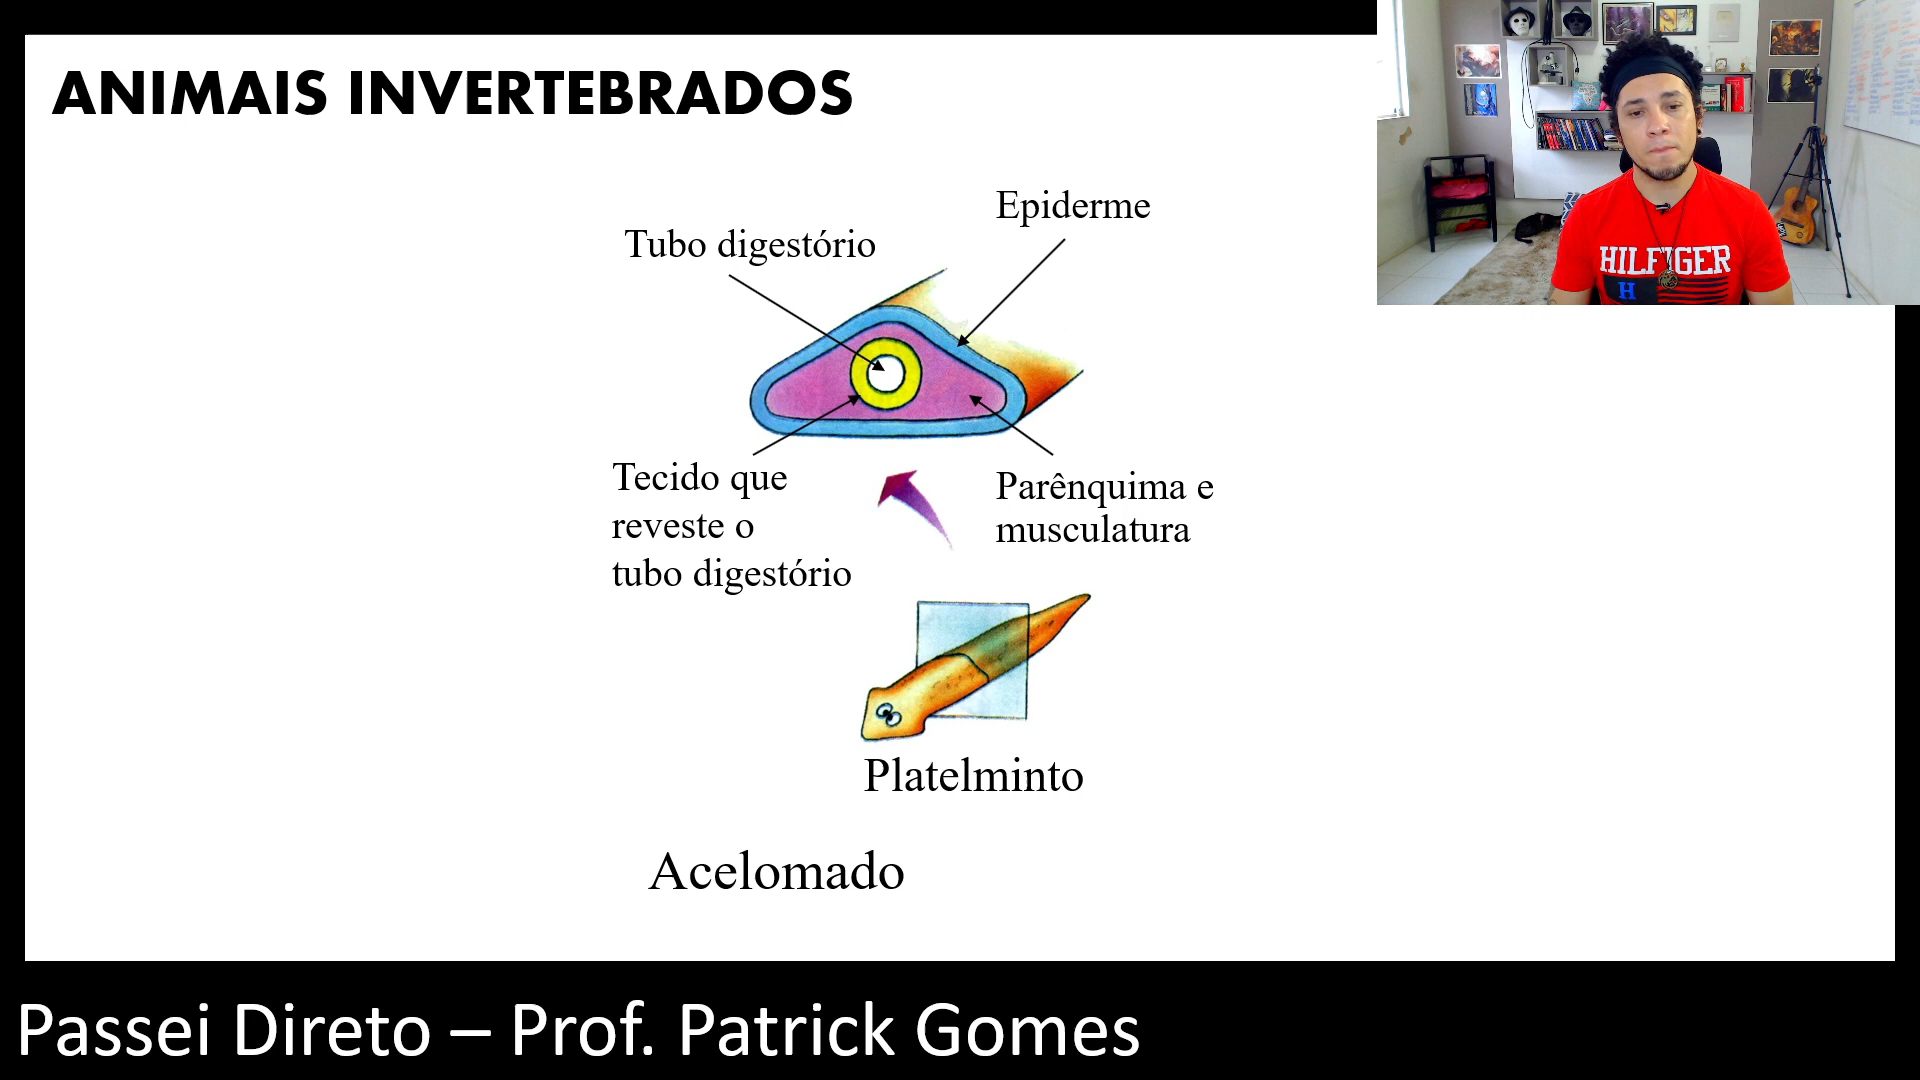 ANIMAIS INVERTEBRADOS
Epiderme
Tubo digestório
Tecido que
reveste o
tubo digestório
Parênquima e
musculatura
Platelminto
Acelomado
HILFIGER
H
Passei Direto – Prof. Patrick Gomes